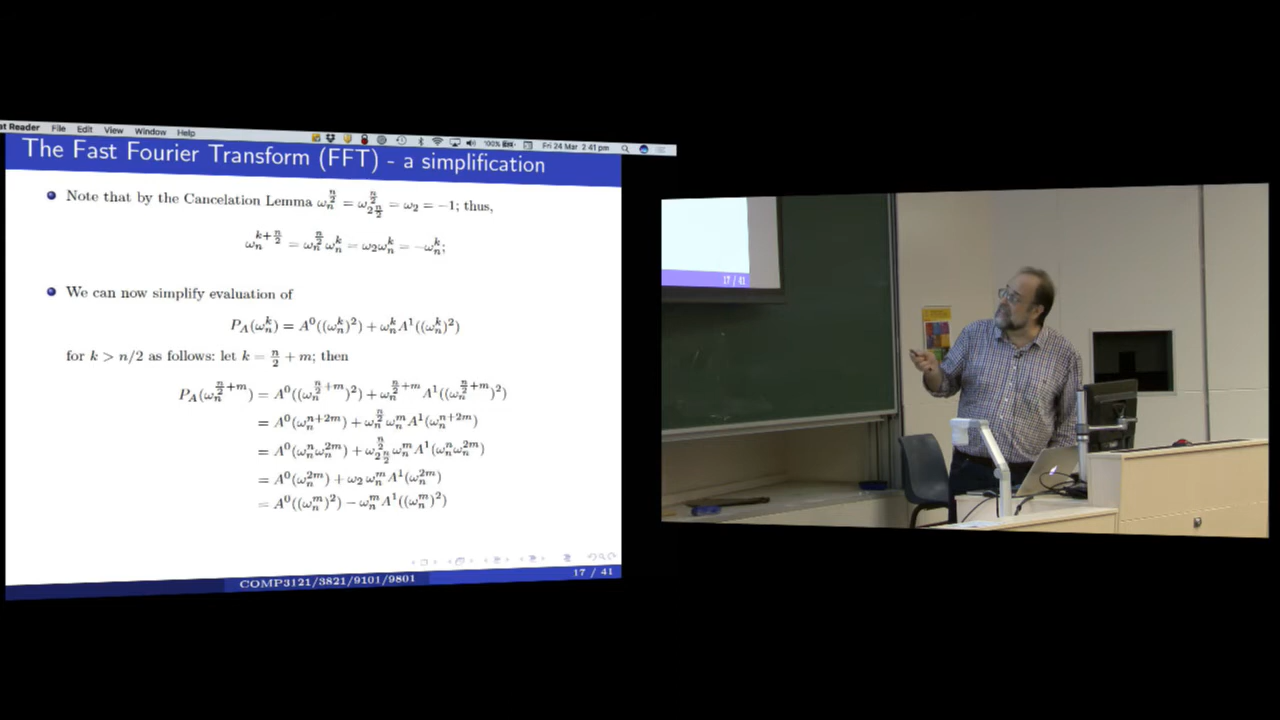 at Reader File Edit View Window Help 100% Fri 24 Mar 2:41 pm
The Fast Fourier Transform (FFT) - a simplification
Note that by the Cancelation Lemma ω_n^{n/2} = ω_{2 n/2}^{n/2} = ω_2 = −1; thus,
ω_n^{k+n/2} = ω_n^{n/2} ω_n^k = ω_2 ω_n^k = −ω_n^k;
We can now simplify evaluation of
P_A(ω_n^k) = A^0((ω_n^k)^2) + ω_n^k A^1((ω_n^k)^2)
for k > n/2 as follows: let k = n/2 + m; then
P_A(ω_n^{n/2+m}) = A^0((ω_n^{n/2+m})^2) + ω_n^{n/2+m} A^1((ω_n^{n/2+m})^2)
= A^0(ω_n^{n+2m}) + ω_n^{n/2} ω_n^m A^1(ω_n^{n+2m})
= A^0(ω_n^n ω_n^{2m}) + ω_{2 n/2}^{n/2} ω_n^m A^1(ω_n^n ω_n^{2m})
= A^0(ω_n^{2m}) + ω_2 ω_n^m A^1(ω_n^{2m})
= A^0((ω_n^m)^2) − ω_n^m A^1((ω_n^m)^2)
COMP3121/3821/9101/9801 17 / 41
17 / 41